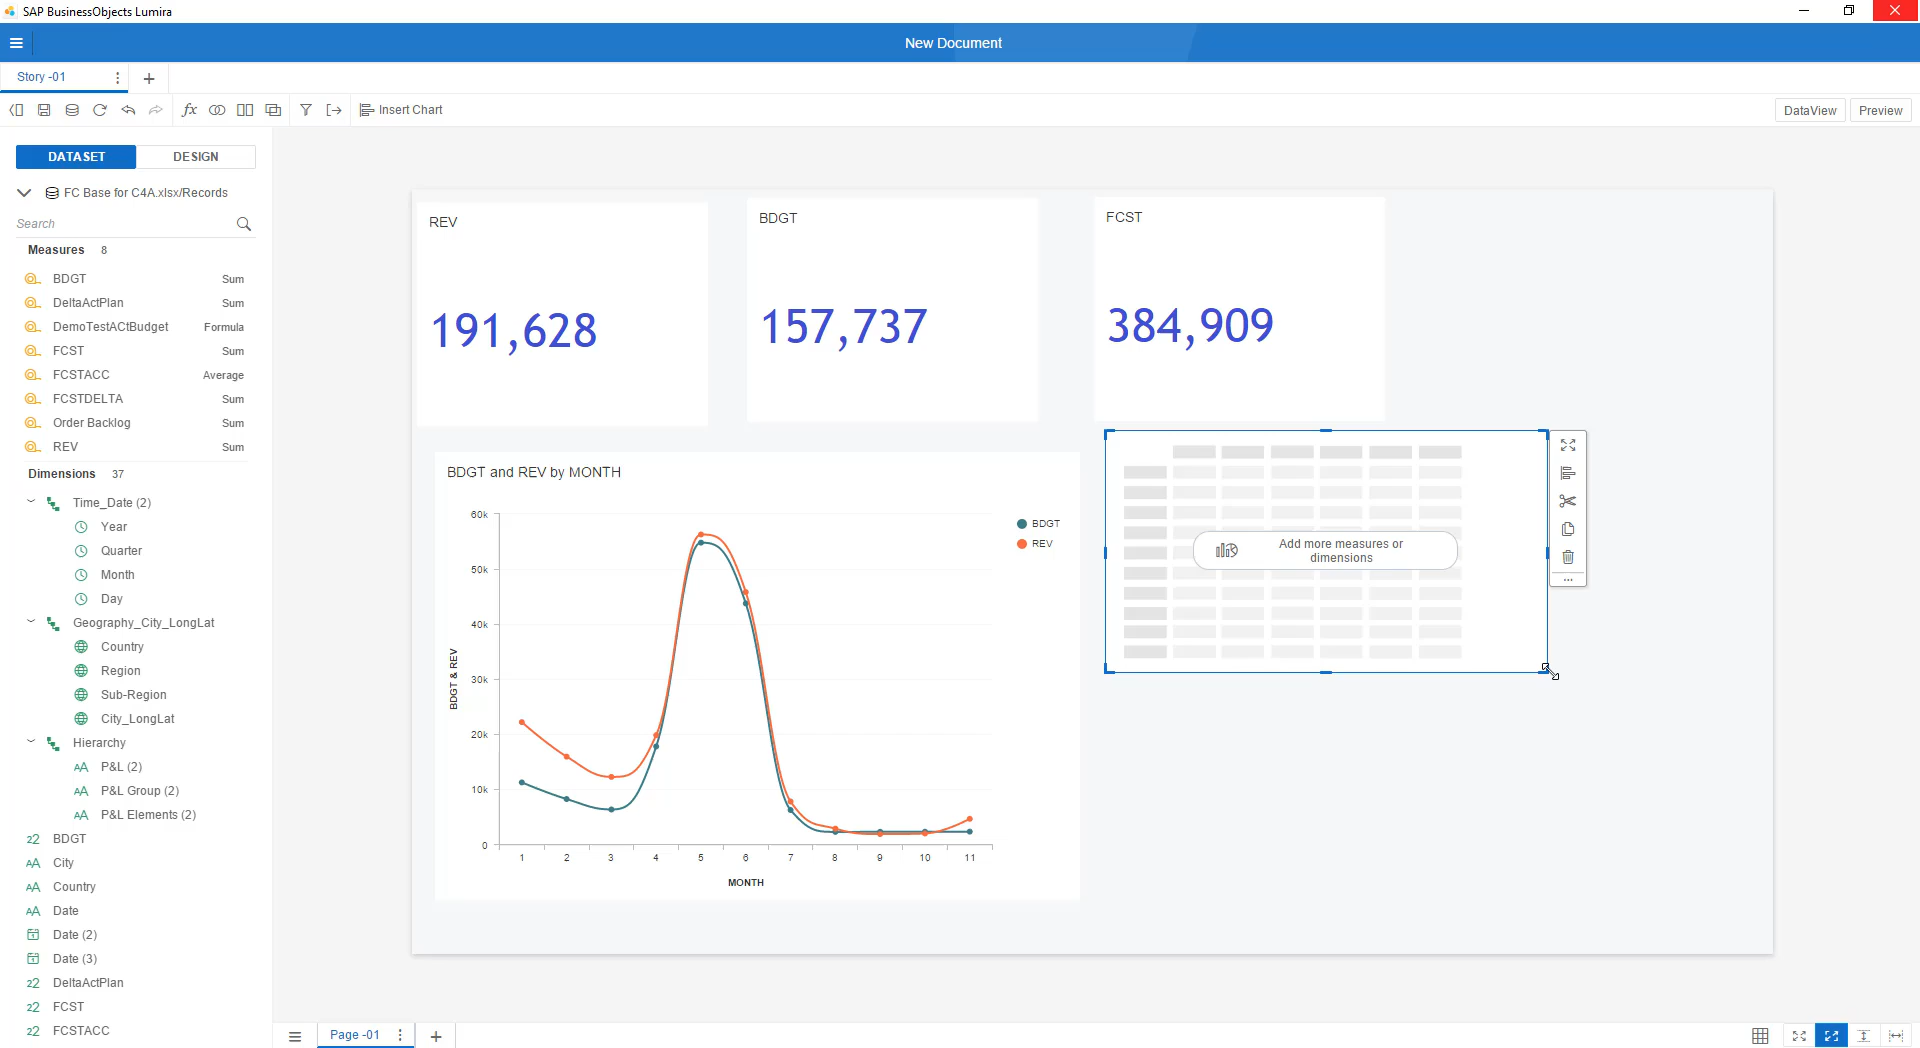 SAP BusinessObjects Lumira
New Document
Story -01
Insert Chart
DataView
Preview
DATASET
DESIGN
FC Base for C4A.xlsx/Records
Search
Measures 8
BDGT Sum
DeltaActPlan Sum
DemoTestACtBudget Formula
FCST Sum
FCSTACC Average
FCSTDELTA Sum
Order Backlog Sum
REV Sum
Dimensions 37
Time_Date (2)
Year
Quarter
Month
Day
Geography_City_LongLat
Country
Region
Sub-Region
City_LongLat
Hierarchy
P&L (2)
P&L Group (2)
P&L Elements (2)
BDGT
City
Country
Date
Date (2)
Date (3)
DeltaActPlan
FCST
FCSTACC
REV
191,628
BDGT
157,737
FCST
384,909
BDGT and REV by MONTH
BDGT
REV
60k
50k
40k
30k
20k
10k
0
BDGT & REV
1 2 3 4 5 6 7 8 9 10 11
MONTH
Add more measures or
dimensions
Page -01